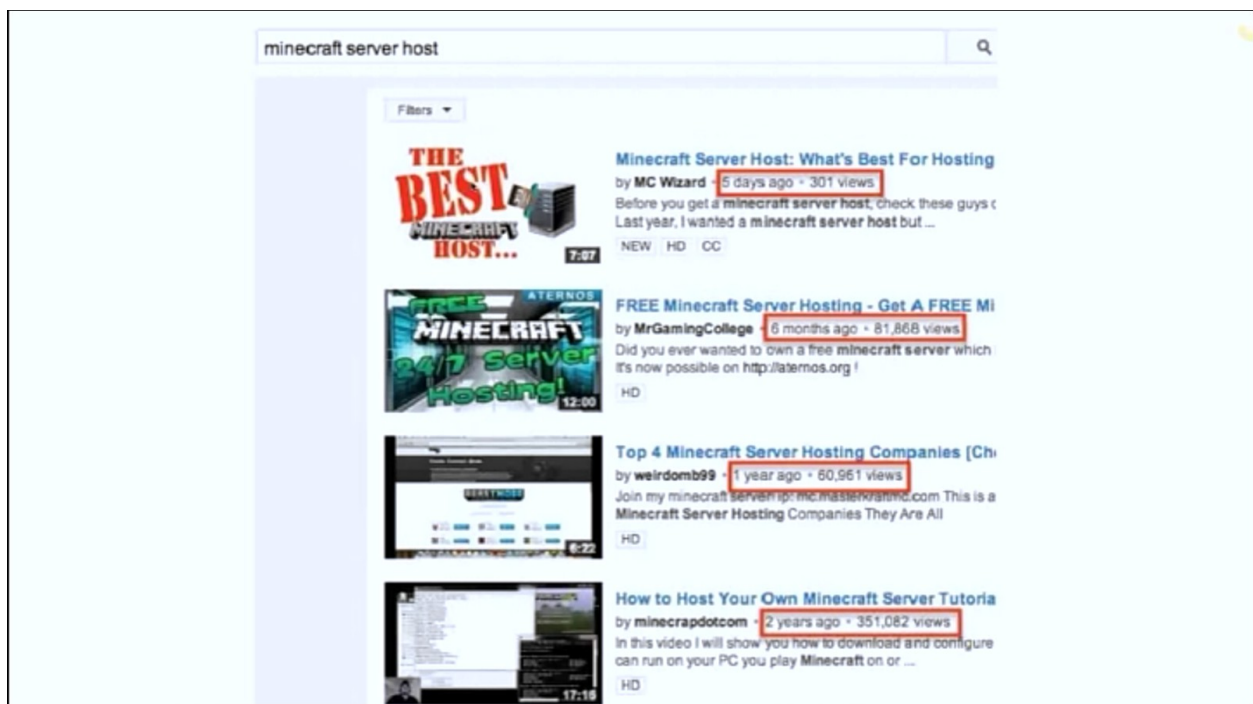 minecraft server host
Filters
THE
BEST
MINECRAFT
HOST...
7:07
Minecraft Server Host: What's Best For Hosting
by MC Wizard • 5 days ago • 301 views
Before you get a minecraft server host, check these guys
Last year, I wanted a minecraft server host but ...
NEW HD CC
ATERNOS
FREE
MINECRAFT
24/7 Server
Hosting!
12:00
FREE Minecraft Server Hosting - Get A FREE Mi
by MrGamingCollege • 6 months ago • 81,868 views
Did you ever wanted to own a free minecraft server which
It's now possible on http://aternos.org !
HD
BEASTNODE
6:22
Top 4 Minecraft Server Hosting Companies [Ch
by weirdomb99 • 1 year ago • 60,961 views
Join my minecraft server! ip: mc.masterkraftmc.com This is a
Minecraft Server Hosting Companies They Are All
HD
17:15
How to Host Your Own Minecraft Server Tutoria
by minecrapdotcom • 2 years ago • 351,082 views
In this video I will show you how to download and configure
can run on your PC you play Minecraft on or ...
HD